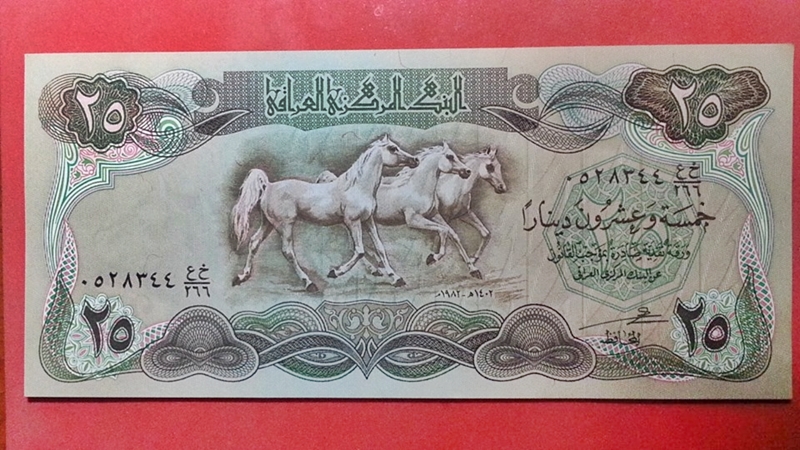 البنك المركزي العراقي
٢٥
٢٥
خ ع
٢٦٦
٠٥٢٨٣٤٤
خمسة وعشرون دينارًا
ورقة نقدية صادرة بموجب القانون
عن البنك المركزي العراقي
خ ع
٢٦٦
٠٥٢٨٣٤٤
١٤٠٢هـ-١٩٨٢م
المحافظ
٢٥
٢٥